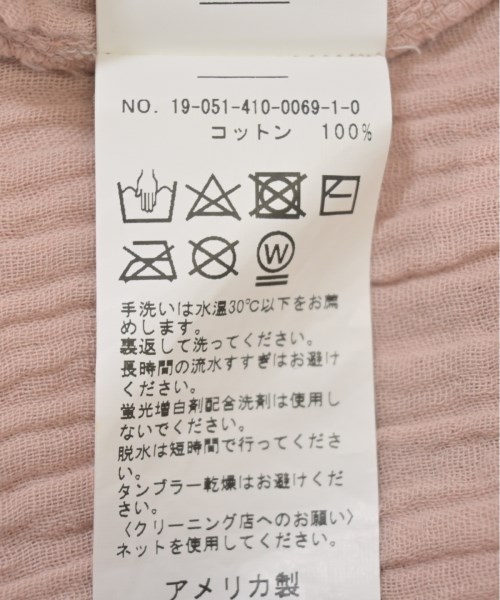 NO. 19-051-410-0069-1-0
コットン 100%
W
手洗いは水温30℃以下をお薦
めします。
裏返して洗ってください。
長時間の流水すすぎはお避け
ください。
蛍光増白剤配合洗剤は使用し
ないでください。
脱水は短時間で行ってくださ
い。
タンブラー乾燥はお避けくだ
さい。
〈クリーニング店へのお願い〉
ネットを使用してください。
アメリカ製